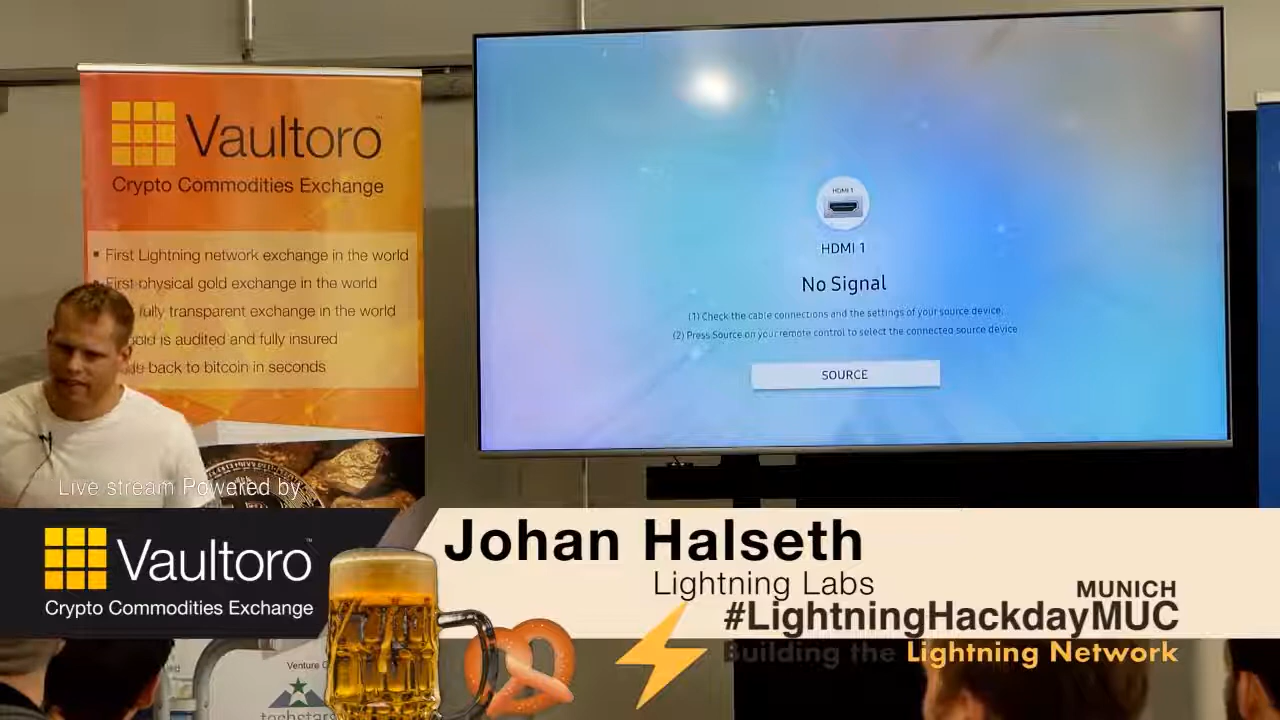 Vaultoro™
Crypto Commodities Exchange
First Lightning network exchange in the world
First physical gold exchange in the world
fully transparent exchange in the world
is audited and fully insured
back to bitcoin in seconds
HDMI 1
HDMI 1
No Signal
(1) Check the cable connections and the settings of your source device.
(2) Press Source on your remote control to select the connected source device
SOURCE
Live stream Powered by
Vaultoro™
Crypto Commodities Exchange
Johan Halseth
Lightning Labs
MUNICH
#LightningHackdayMUC
Building the Lightning Network
Venture
techstars